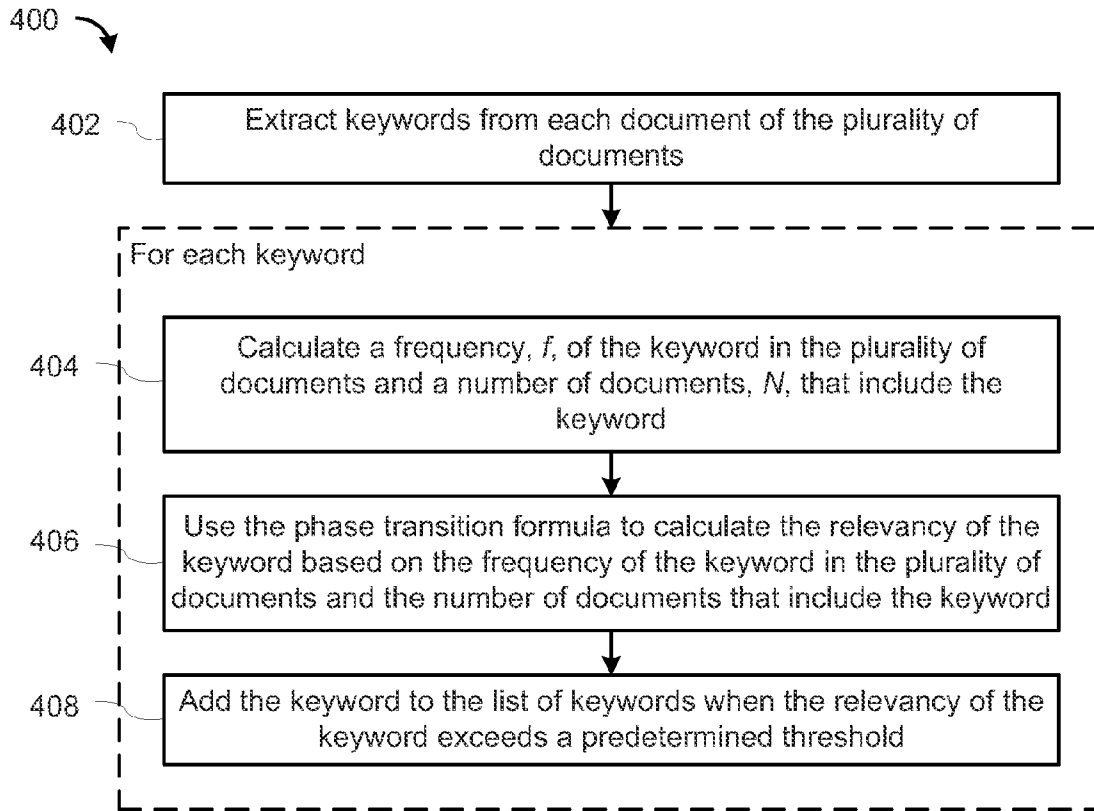 400
402
Extract keywords from each document of the plurality of
documents
For each keyword
404
Calculate a frequency, f, of the keyword in the plurality of
documents and a number of documents, N, that include the
keyword
406
Use the phase transition formula to calculate the relevancy of the
keyword based on the frequency of the keyword in the plurality of
documents and the number of documents that include the keyword
408
Add the keyword to the list of keywords when the relevancy of the
keyword exceeds a predetermined threshold